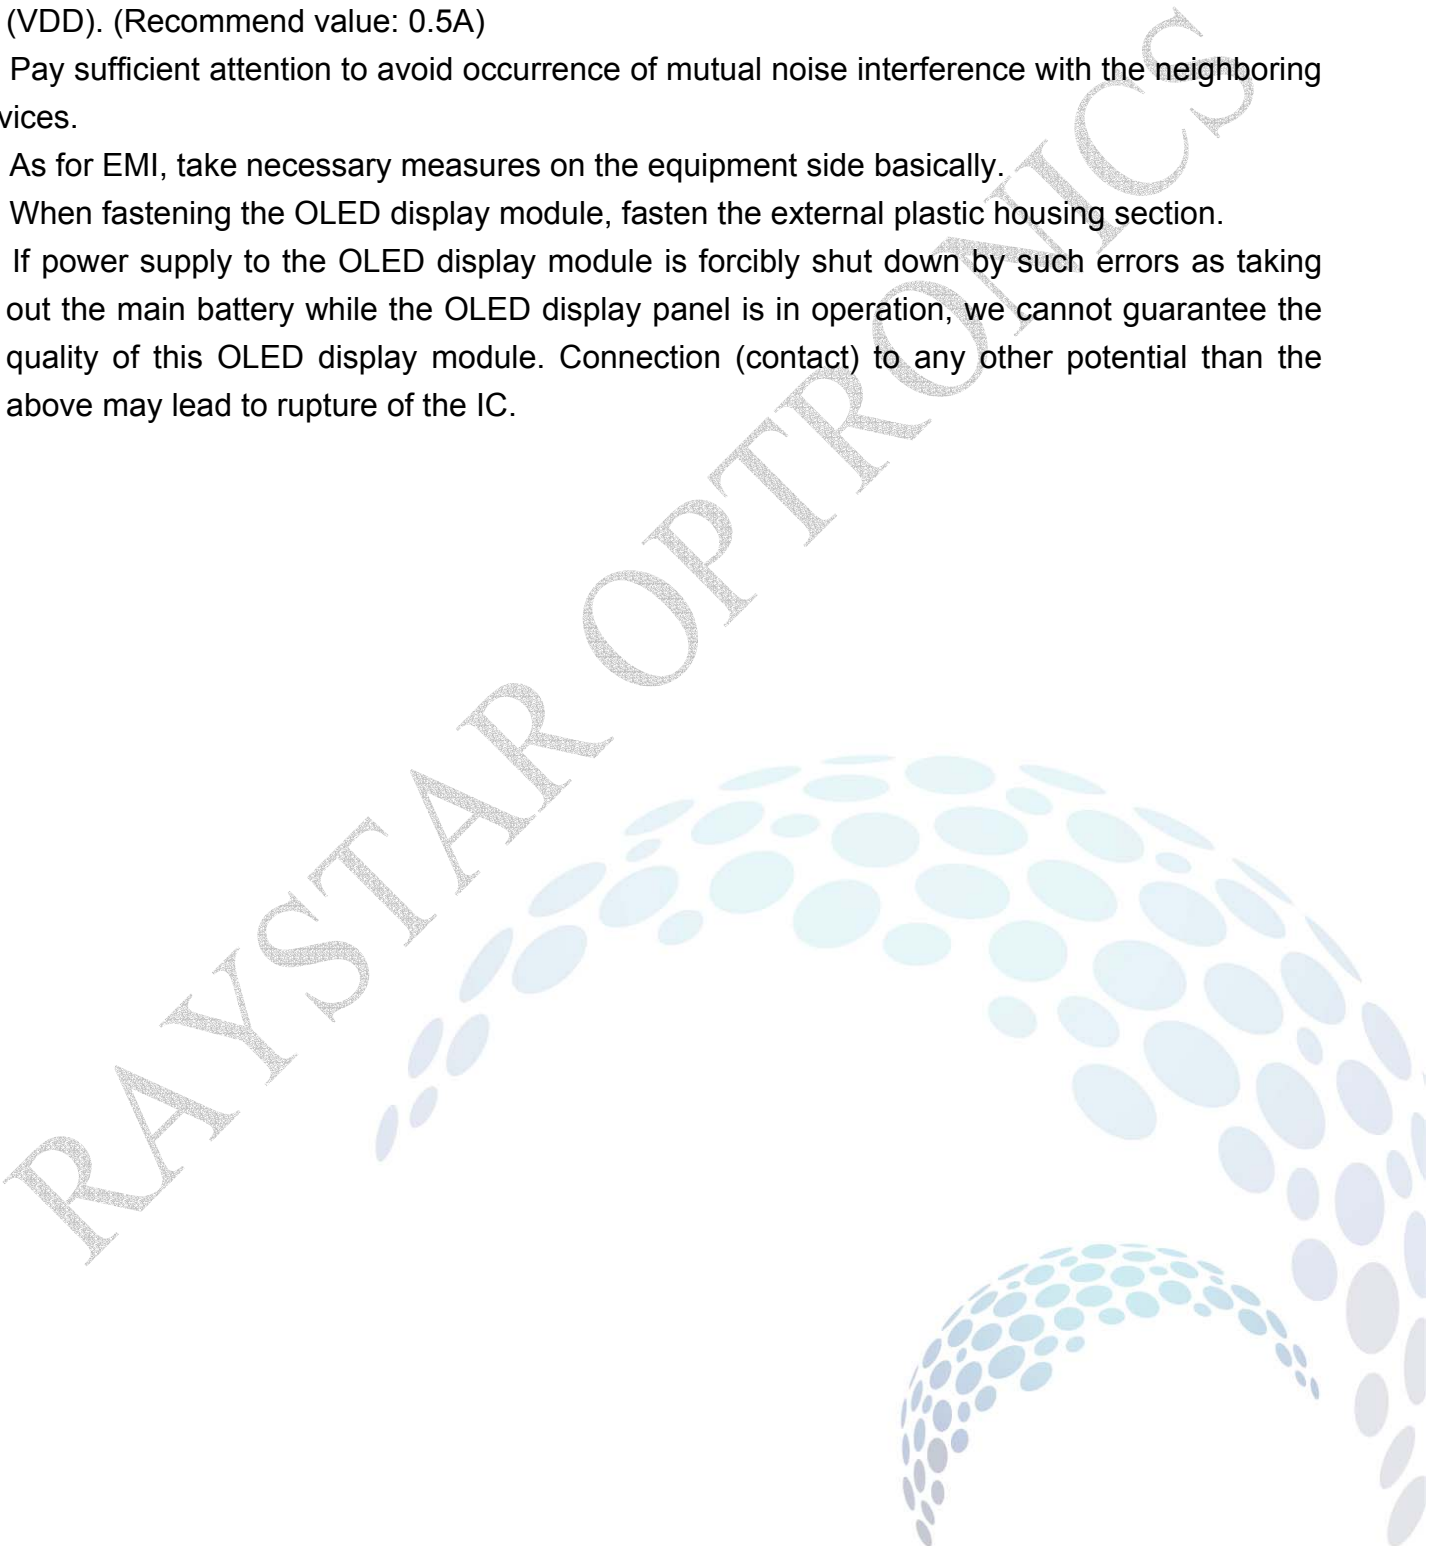 (VDD). (Recommend value: 0.5A)
Pay sufficient attention to avoid occurrence of mutual noise interference with the neighboring
vices.
As for EMI, take necessary measures on the equipment side basically.
When fastening the OLED display module, fasten the external plastic housing section.
If power supply to the OLED display module is forcibly shut down by such errors as taking
out the main battery while the OLED display panel is in operation, we cannot guarantee the
quality of this OLED display module. Connection (contact) to any other potential than the
above may lead to rupture of the IC.
RAYSTAR OPTRONICS